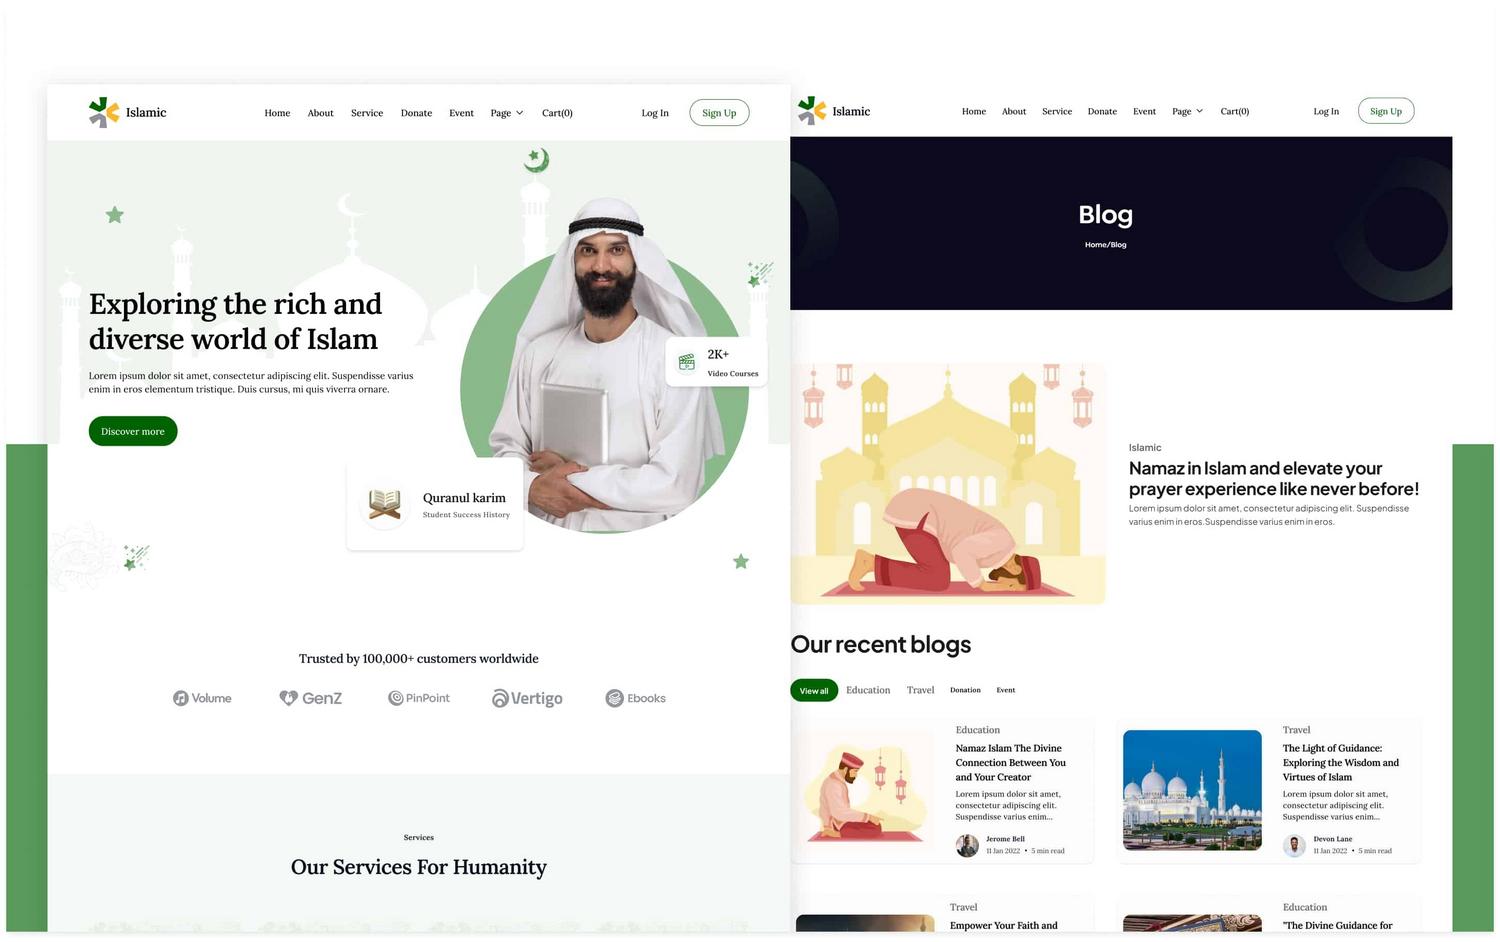 Islamic
Home About Service Donate Event Page Cart(0)
Log In Sign Up
Exploring the rich and
diverse world of Islam
Lorem ipsum dolor sit amet, consectetur adipiscing elit. Suspendisse varius
enim in eros elementum tristique. Duis cursus, mi quis viverra ornare.
Discover more
2K+
Video Courses
Quranul karim
Student Success History
Trusted by 100,000+ customers worldwide
Volume GenZ PinPoint Vertigo Ebooks
Services
Our Services For Humanity
Islamic
Home About Service Donate Event Page Cart(0)
Log In Sign Up
Blog
Home/Blog
Islamic
Namaz in Islam and elevate your
prayer experience like never before!
Lorem ipsum dolor sit amet, consectetur adipiscing elit. Suspendisse
varius enim in eros.Suspendisse varius enim in eros.
Our recent blogs
View all Education Travel Donation Event
Education
Namaz Islam The Divine
Connection Between You
and Your Creator
Lorem ipsum dolor sit amet,
consectetur adipiscing elit.
Suspendisse varius enim...
Jerome Bell
11 Jan 2022 • 5 min read
Travel
The Light of Guidance:
Exploring the Wisdom and
Virtues of Islam
Lorem ipsum dolor sit amet,
consectetur adipiscing elit.
Suspendisse varius enim...
Devon Lane
11 Jan 2022 • 5 min read
Travel
Empower Your Faith and
Education
"The Divine Guidance for